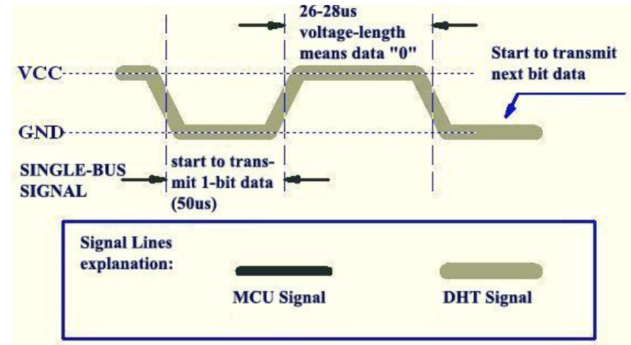 26-28us
voltage-length
means data "0"
Start to transmit
next bit data
VCC
GND
SINGLE-BUS
SIGNAL
start to trans-
mit 1-bit data
(50us)
Signal Lines
explanation:
MCU Signal
DHT Signal